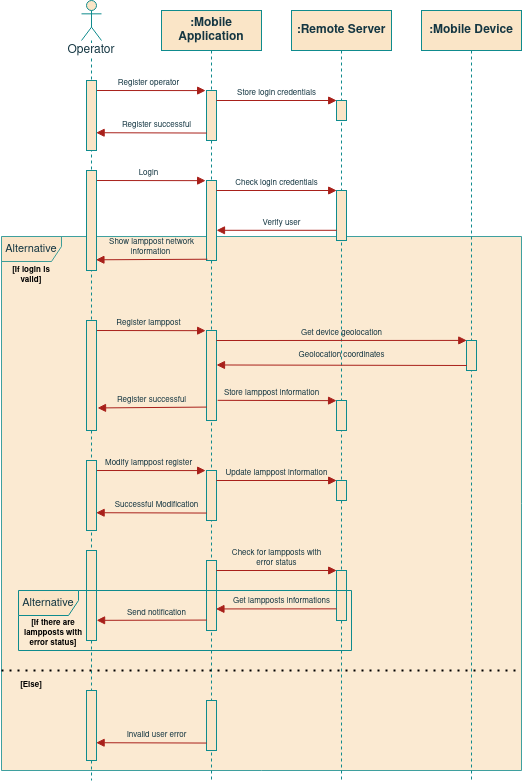 :Mobile
Application
:Remote Server
:Mobile Device
Operator
Register operator
Store login credentials
Register successful
Login
Check login credentials
Verify user
Alternative
Show lamppost network
information
[If login is
valid]
Register lamppost
Get device geolocation
Geolocation coordinates
Store lamppost information
Register successful
Modify lamppost register
Update lamppost information
Successful Modification
Check for lampposts with
error status
Alternative
Get lampposts informations
Send notification
[If there are
lampposts with
error status]
[Else]
Invalid user error